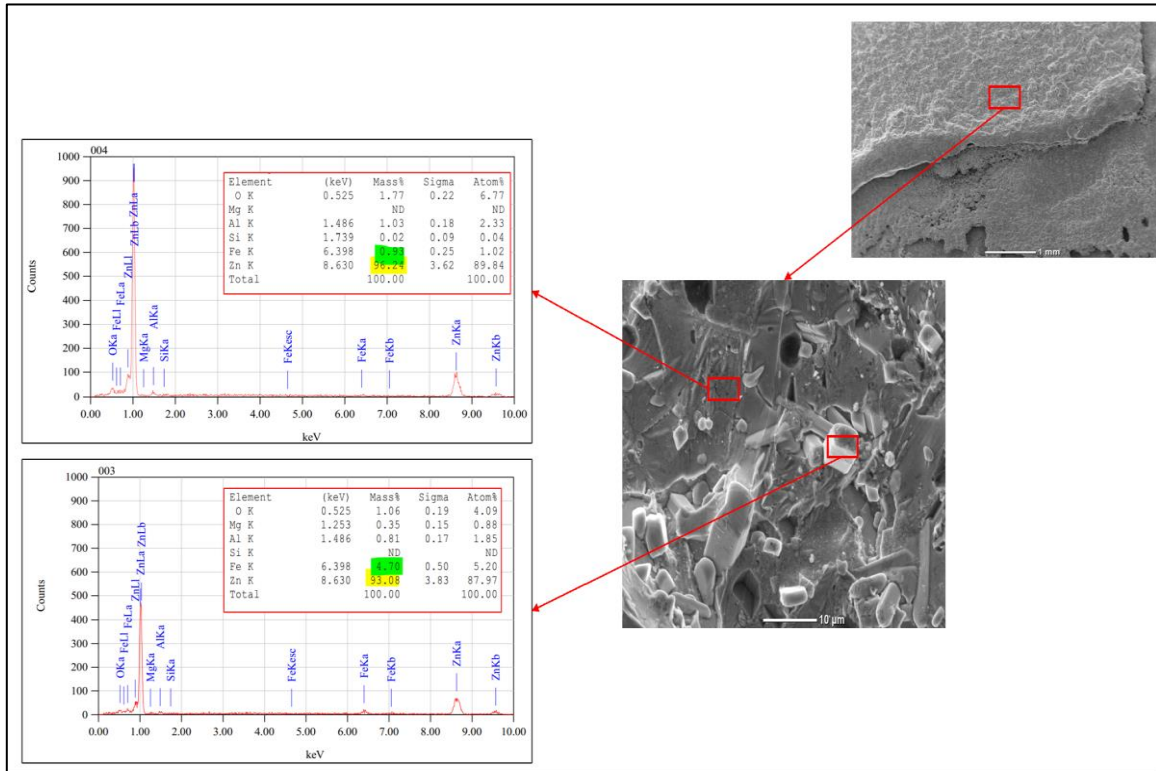 004
Counts
1000
900
800
700
600
500
400
300
200
100
0
OKa
FeLl
FeLa
ZnLl
ZnLb ZnLa
MgKa
AlKa
SiKa
FeKesc
FeKa
FeKb
ZnKa
ZnKb
Element (keV) Mass% Sigma Atom%
O K 0.525 1.77 0.22 6.77
Mg K ND ND
Al K 1.486 1.03 0.18 2.33
Si K 1.739 0.02 0.09 0.04
Fe K 6.398 0.93 0.25 1.02
Zn K 8.630 96.24 3.62 89.84
Total 100.00 100.00
0.00 1.00 2.00 3.00 4.00 5.00 6.00 7.00 8.00 9.00 10.00
keV
003
Counts
1000
900
800
700
600
500
400
300
200
100
0
OKa
FeLl
FeLa
ZnLl
ZnLa ZnLb
MgKa
AlKa
SiKa
FeKesc
FeKa
FeKb
ZnKa
ZnKb
Element (keV) Mass% Sigma Atom%
O K 0.525 1.06 0.19 4.09
Mg K 1.253 0.35 0.15 0.88
Al K 1.486 0.81 0.17 1.85
Si K ND ND
Fe K 6.398 4.70 0.50 5.20
Zn K 8.630 93.08 3.83 87.97
Total 100.00 100.00
0.00 1.00 2.00 3.00 4.00 5.00 6.00 7.00 8.00 9.00 10.00
keV
1 mm
10 µm